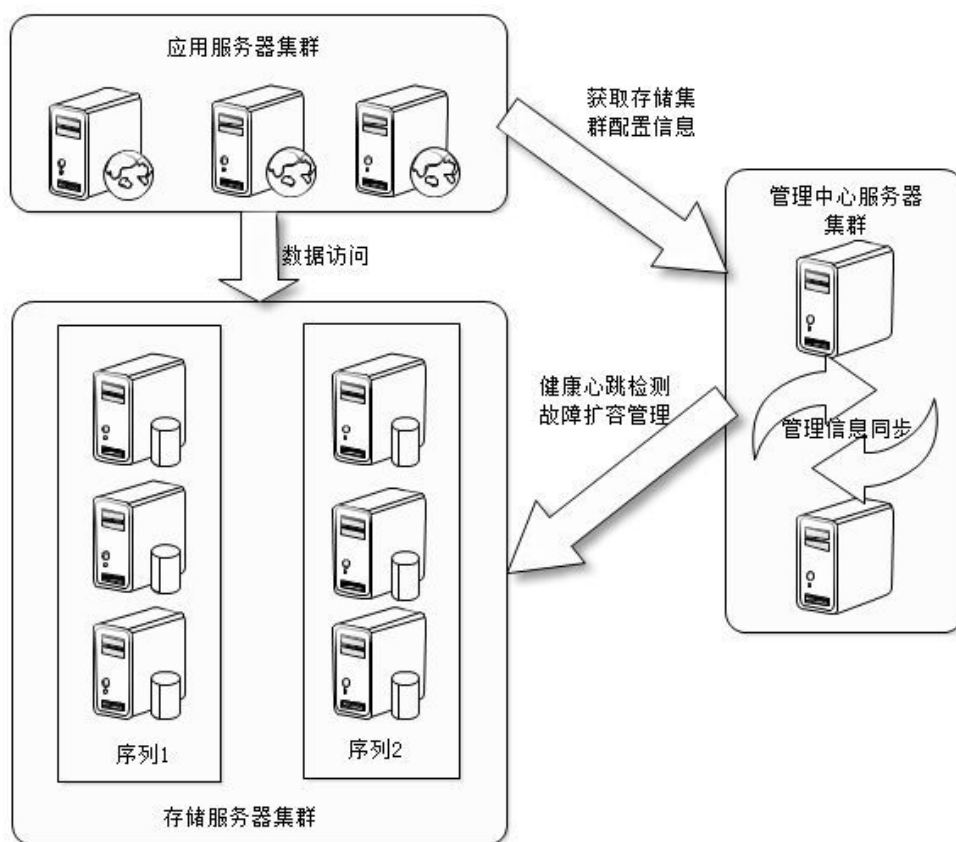 应用服务器集群
获取存储集
群配置信息
管理中心服务器
集群
数据访问
健康心跳检测
故障扩容管理
管理信息同步
序列1
序列2
存储服务器集群